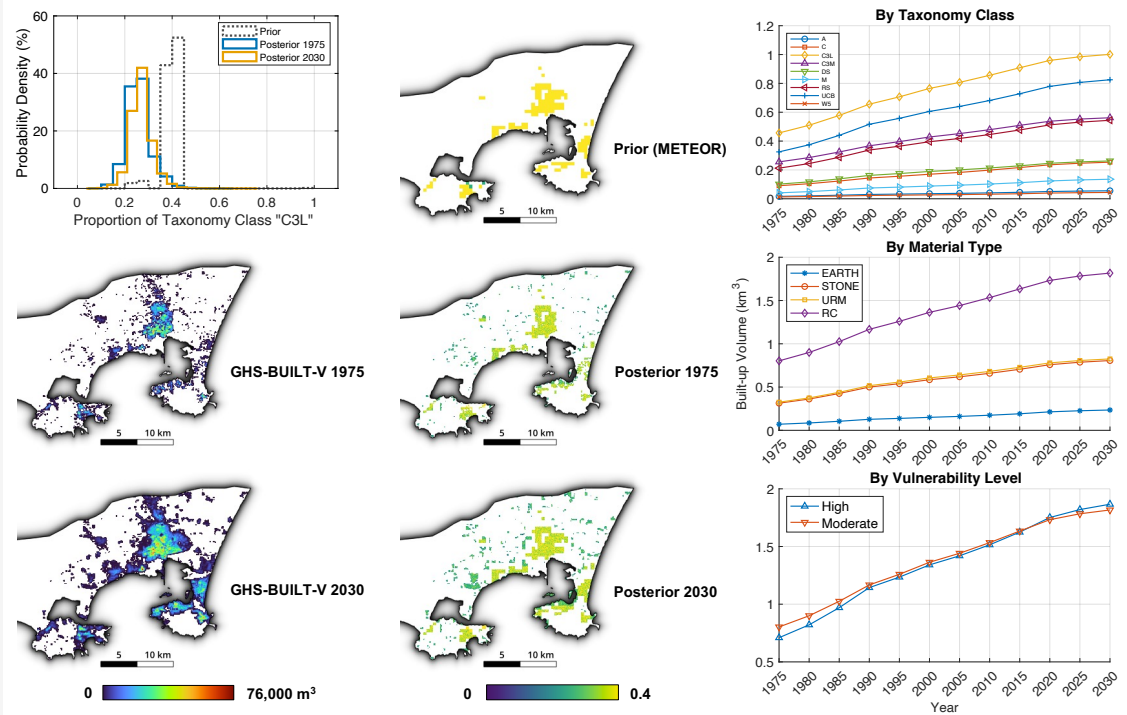 60
40
20
0
Probability Density (%)
Prior
Posterior 1975
Posterior 2030
0
0.2
0.4
0.6
0.8
1
Proportion of Taxonomy Class "C3L"
Prior (METEOR)
5 10 km
By Taxonomy Class
1.2
1
0.8
0.6
0.4
0.2
0
A
C
C3L
C3M
DS
M
RS
UCB
WS
1975 1980 1985 1990 1995 2000 2005 2010 2015 2020 2025 2030
GHS-BUILT-V 1975
5 10 km
Posterior 1975
5 10 km
By Material Type
2
1.5
1
0.5
0
Built-up Volume (km³)
EARTH
STONE
URM
RC
1975 1980 1985 1990 1995 2000 2005 2010 2015 2020 2025 2030
GHS-BUILT-V 2030
5 10 km
0 76,000 m³
Posterior 2030
5 10 km
0 0.4
By Vulnerability Level
2
1.5
1
0.5
High
Moderate
1975 1980 1985 1990 1995 2000 2005 2010 2015 2020 2025 2030
Year